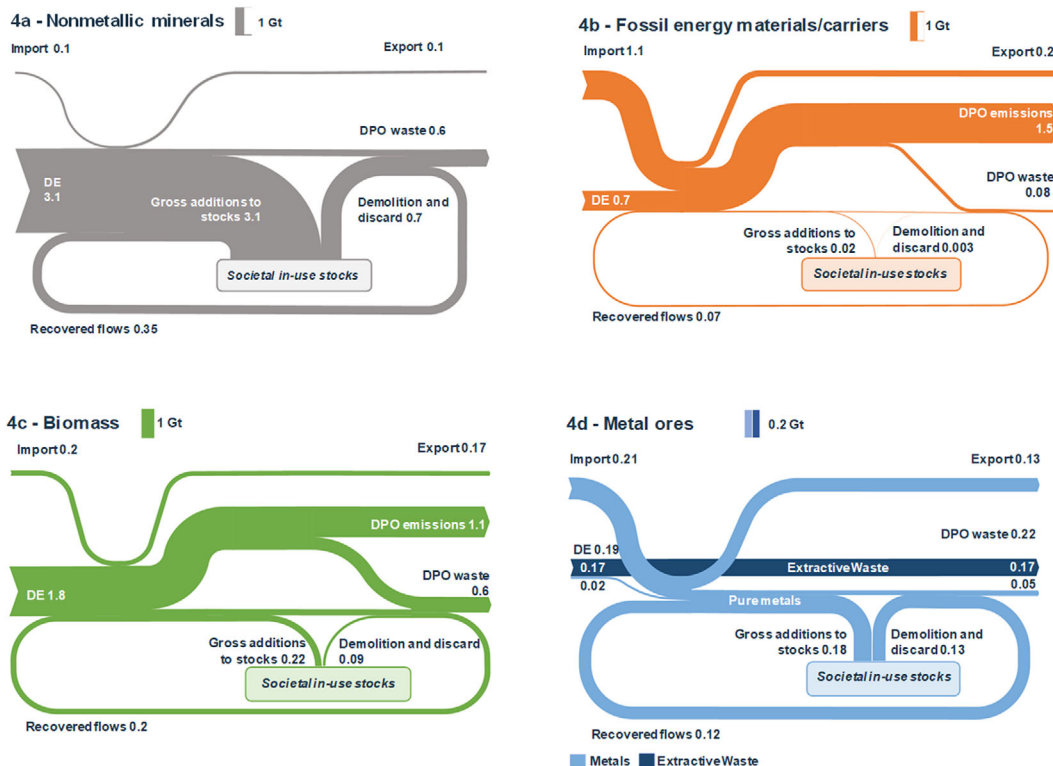 4a - Nonmetallic minerals
1 Gt
Import 0.1
Export 0.1
DPO waste 0.6
DE
3.1
Gross additions to
stocks 3.1
Demolition and
discard 0.7
Societal in-use stocks
Recovered flows 0.35
4b - Fossil energy materials/carriers
1 Gt
Import 1.1
Export 0.2
DPO emissions
1.5
DPO waste
0.08
DE 0.7
Gross additions to
stocks 0.02
Demolition and
discard 0.003
Societal in-use stocks
Recovered flows 0.07
4c - Biomass
1 Gt
Import 0.2
Export 0.17
DPO emissions 1.1
DPO waste
0.6
DE 1.8
Gross additions
to stocks 0.22
Demolition and discard
0.09
Societal in-use stocks
Recovered flows 0.2
4d - Metal ores
0.2 Gt
Import 0.21
Export 0.13
DPO waste 0.22
DE 0.19
0.17
Extractive Waste
0.17
0.02
0.05
Pure metals
Gross additions to
stocks 0.18
Demolition and
discard 0.13
Societal in-use stocks
Recovered flows 0.12
Metals
Extractive Waste